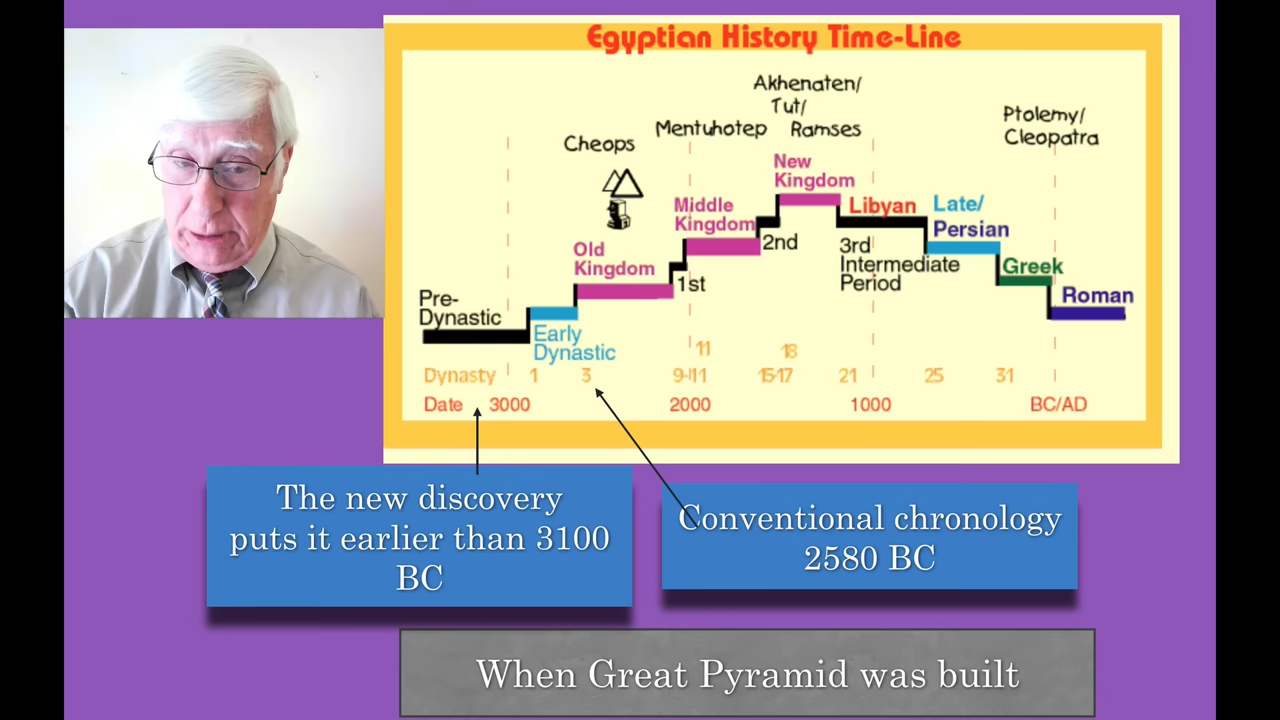 Egyptian History Time-Line
Akhenaten/
Tut/
Mentuhotep Ramses
Ptolemy/
Cleopatra
Cheops
New
Kingdom
Middle
Kingdom
Libyan
Late/
Persian
2nd
3rd
Intermediate
Period
Old
Kingdom
1st
Greek
Roman
Pre-
Dynastic
Early
Dynastic
11 18
Dynasty 1 3 9-11 15-17 21 25 31
Date 3000 2000 1000 BC/AD
The new discovery
puts it earlier than 3100
BC
Conventional chronology
2580 BC
When Great Pyramid was built